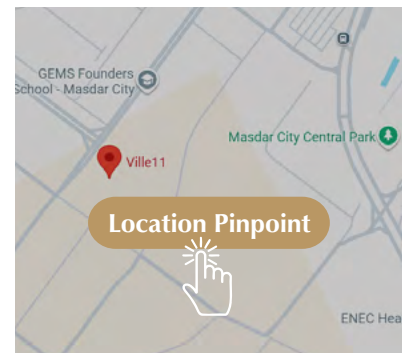 GEMS Founders
School - Masdar City
Masdar City Central Park
Ville11
Location Pinpoint
ENEC Hea